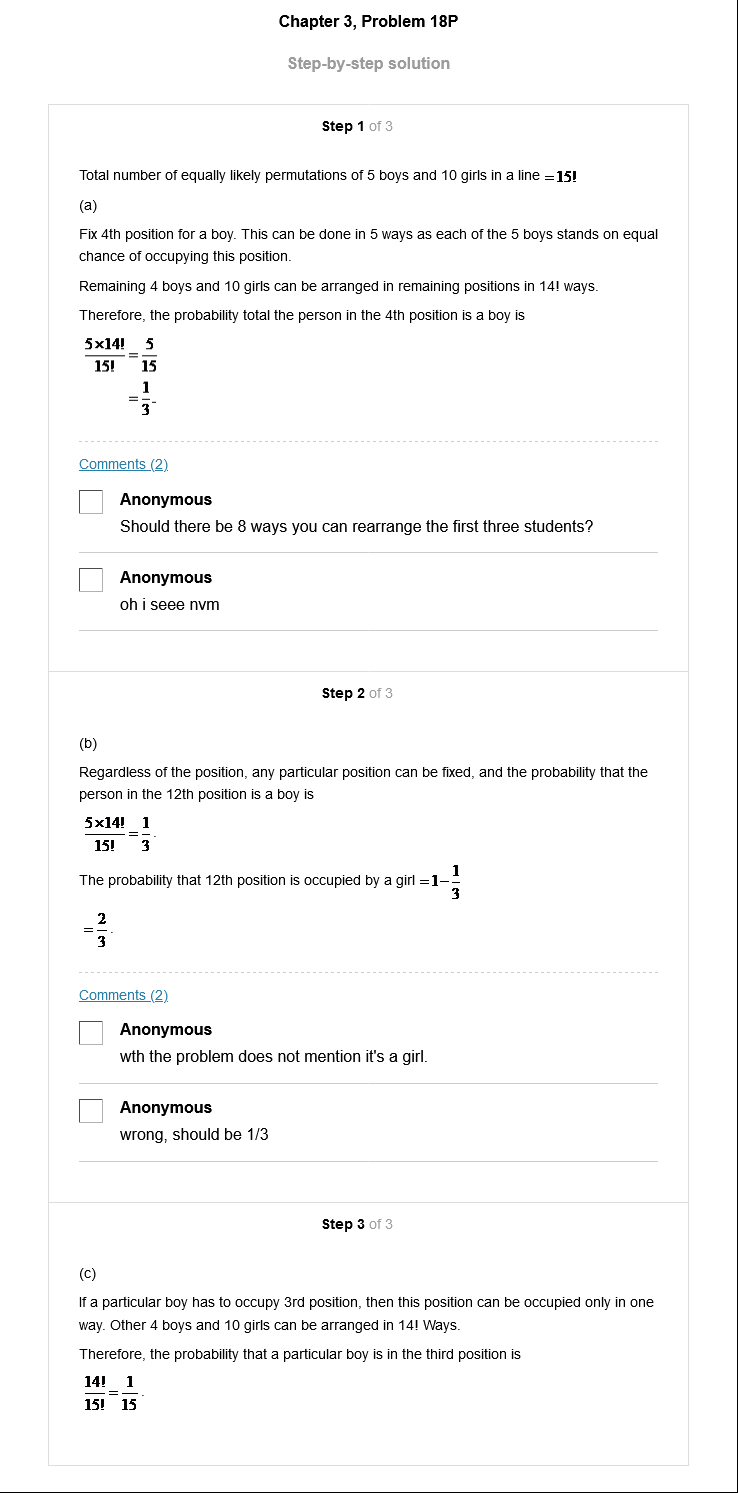 Chapter 3, Problem 18P
Step-by-step solution
Step 1 of 3
Total number of equally likely permutations of 5 boys and 10 girls in a line =15!
(a)
Fix 4th position for a boy. This can be done in 5 ways as each of the 5 boys stands on equal
chance of occupying this position.
Remaining 4 boys and 10 girls can be arranged in remaining positions in 14! ways.
Therefore, the probability total the person in the 4th position is a boy is
5×14!/15! = 5/15
= 1/3.
Comments (2)
Anonymous
Should there be 8 ways you can rearrange the first three students?
Anonymous
oh i seee nvm
Step 2 of 3
(b)
Regardless of the position, any particular position can be fixed, and the probability that the
person in the 12th position is a boy is
5×14!/15! = 1/3.
The probability that 12th position is occupied by a girl =1−1/3
= 2/3.
Comments (2)
Anonymous
wth the problem does not mention it's a girl.
Anonymous
wrong, should be 1/3
Step 3 of 3
(c)
If a particular boy has to occupy 3rd position, then this position can be occupied only in one
way. Other 4 boys and 10 girls can be arranged in 14! Ways.
Therefore, the probability that a particular boy is in the third position is
14!/15! = 1/15.